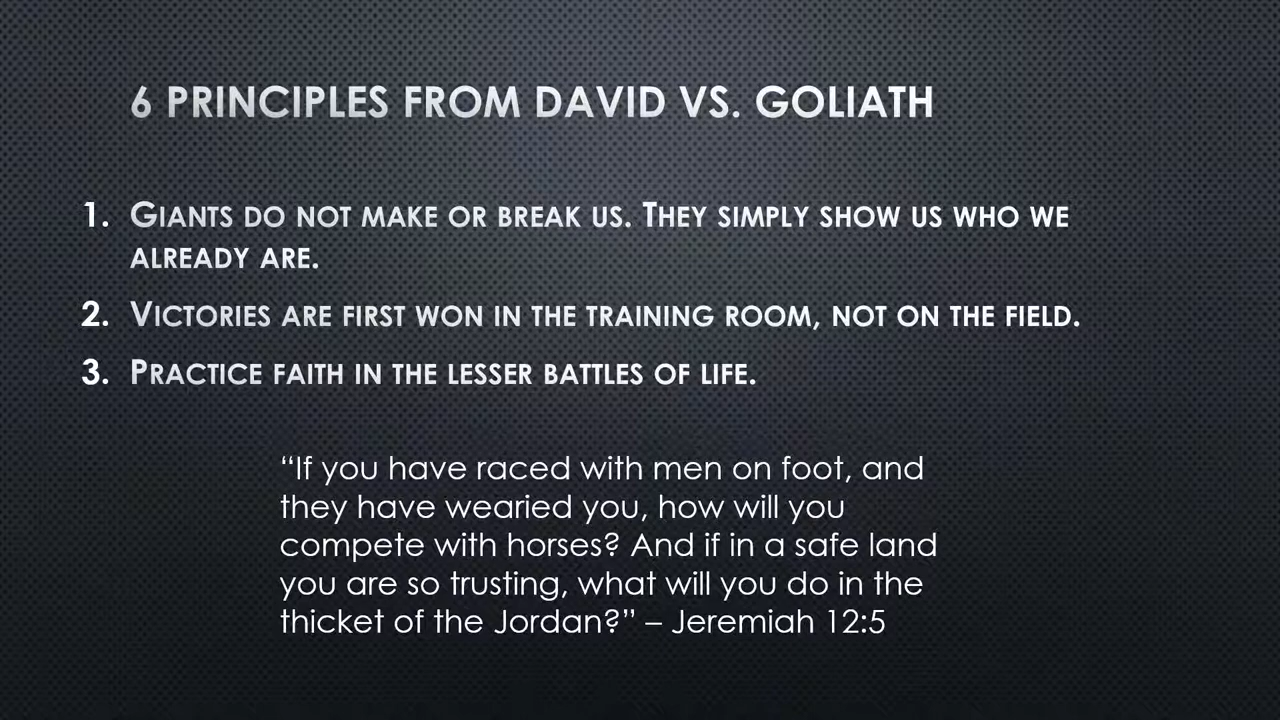 6 PRINCIPLES FROM DAVID VS. GOLIATH
1. GIANTS DO NOT MAKE OR BREAK US. THEY SIMPLY SHOW US WHO WE
ALREADY ARE.
2. VICTORIES ARE FIRST WON IN THE TRAINING ROOM, NOT ON THE FIELD.
3. PRACTICE FAITH IN THE LESSER BATTLES OF LIFE.
“If you have raced with men on foot, and
they have wearied you, how will you
compete with horses? And if in a safe land
you are so trusting, what will you do in the
thicket of the Jordan?” – Jeremiah 12:5